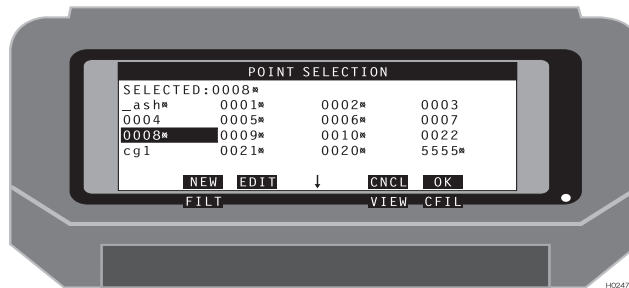 POINT SELECTION
SELECTED:0008※
_ash※ 0001※ 0002※ 0003
0004 0005※ 0006※ 0007
0008※ 0009※ 0010※ 0022
cg1 0021※ 0020※ 5555※
NEW EDIT ↓ CNCL OK
FILT VIEW CFIL
H0247